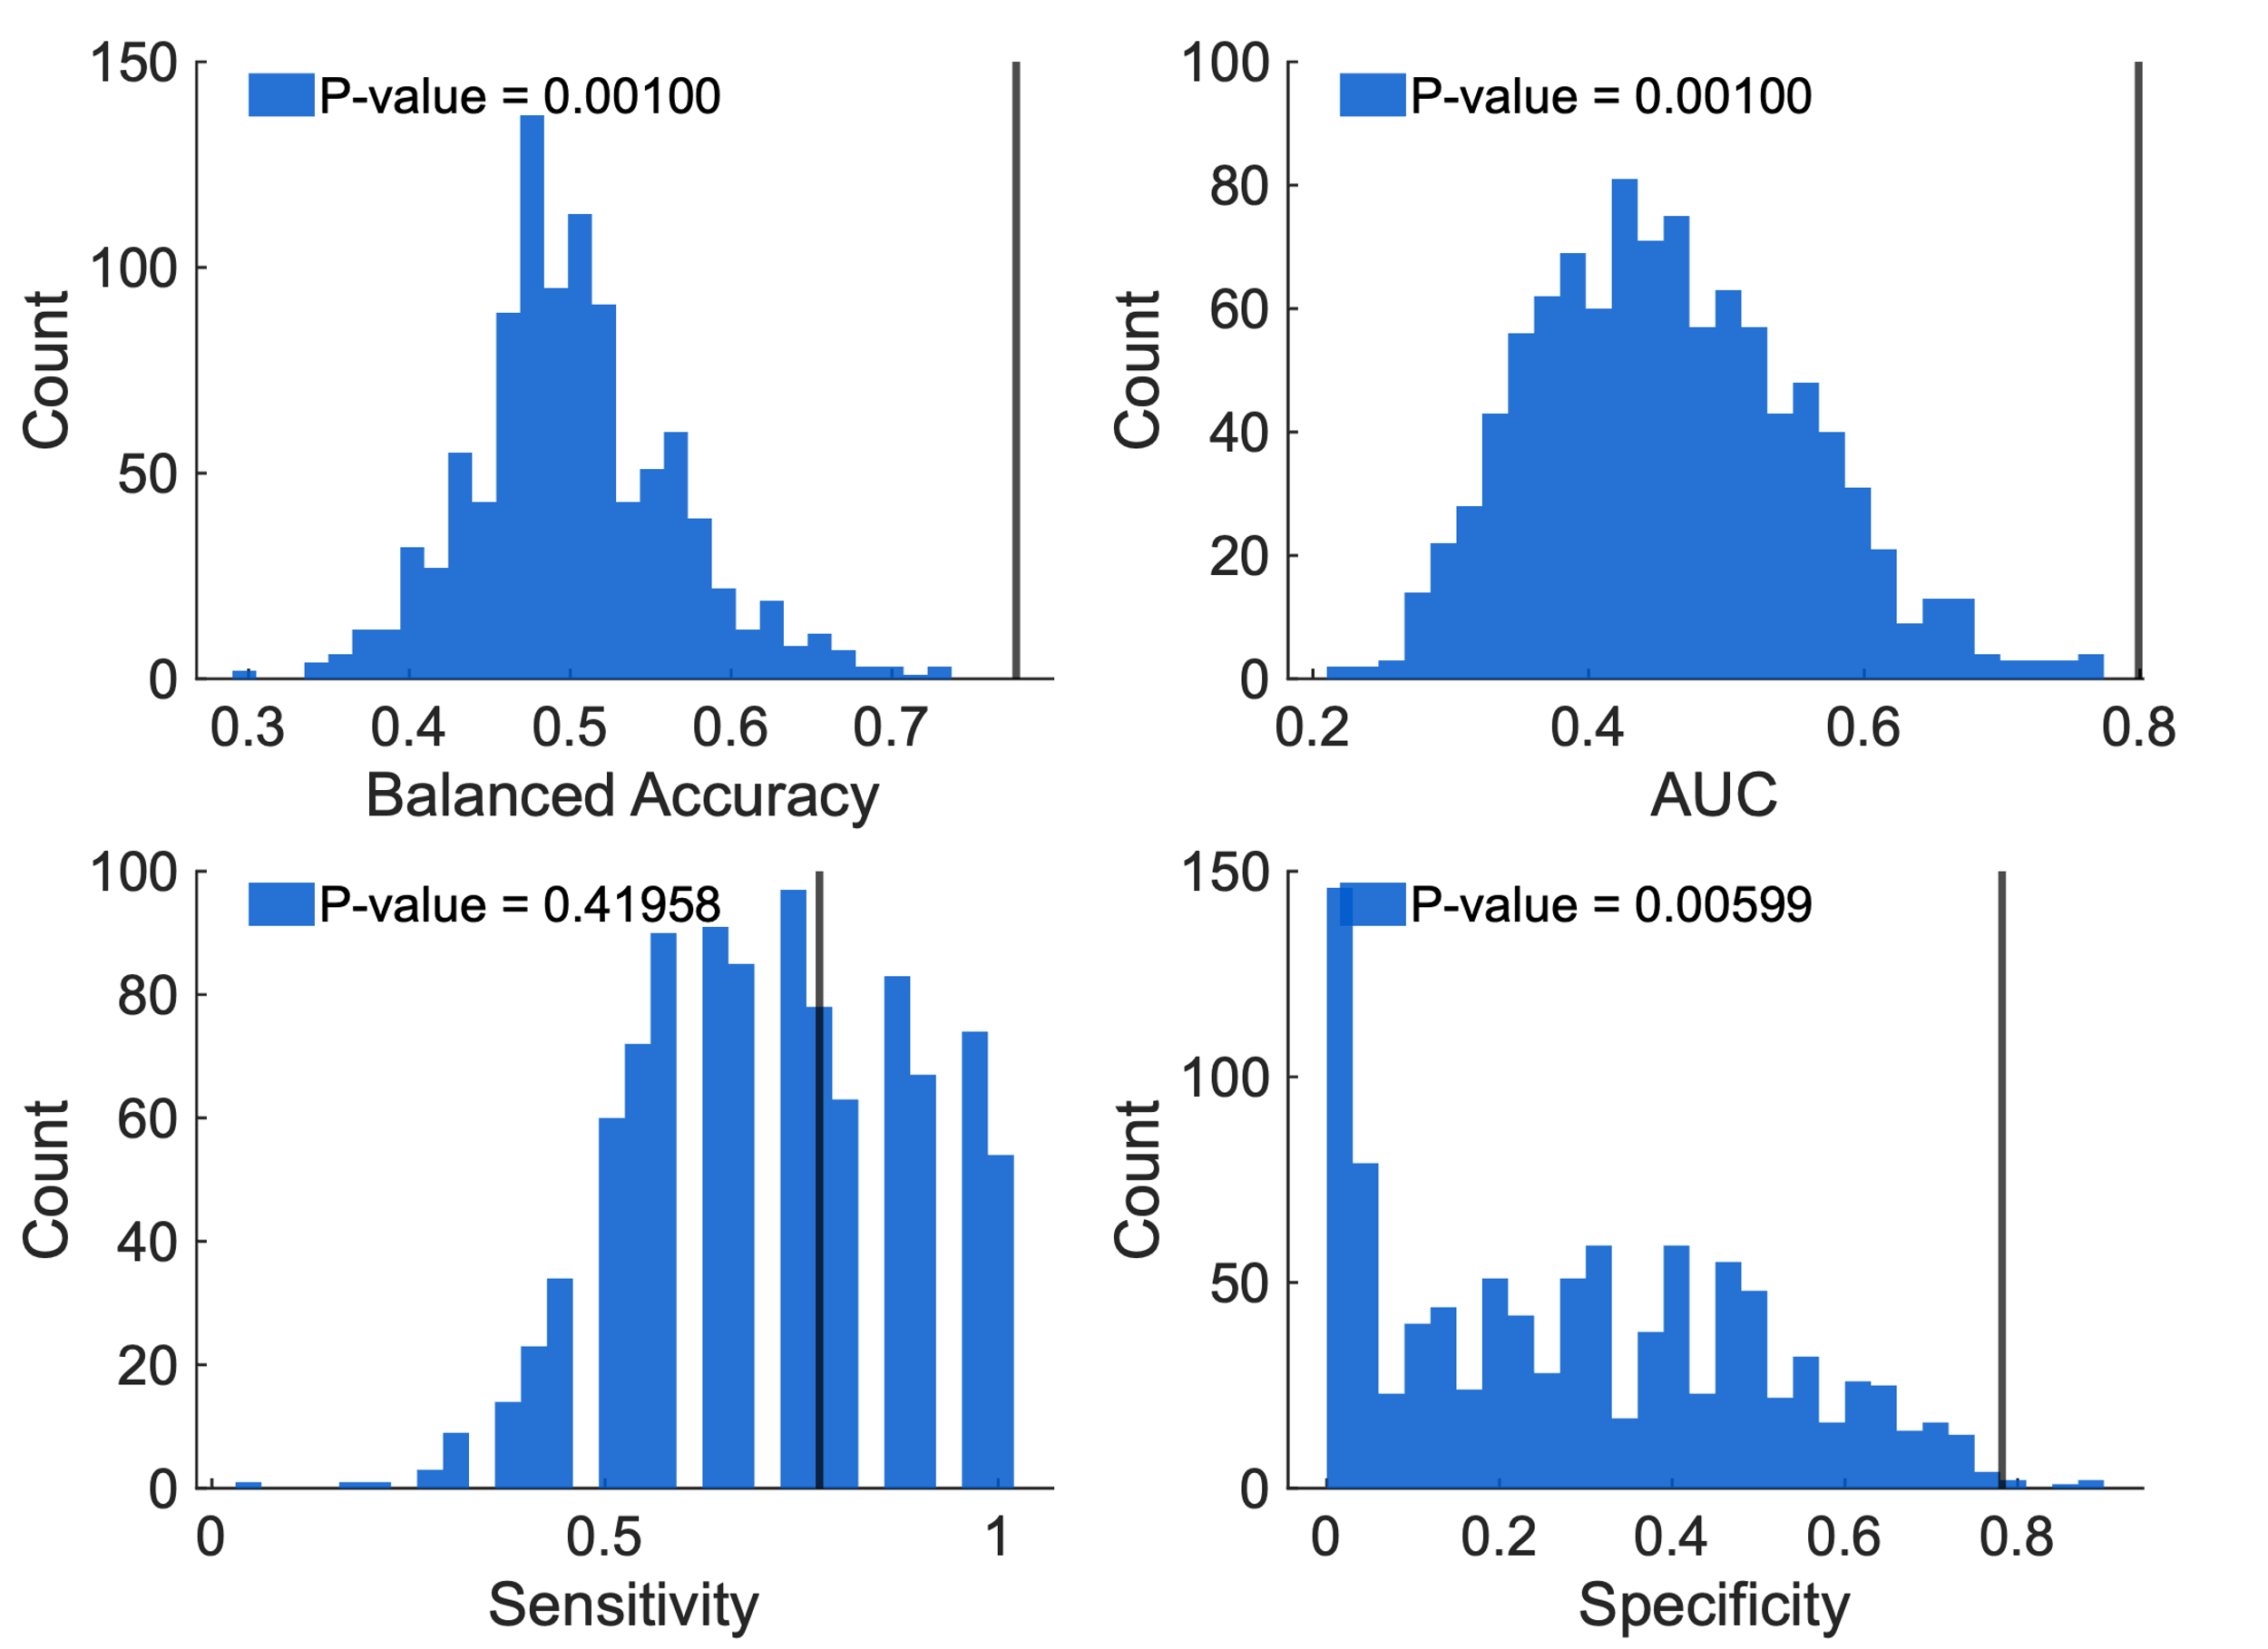 150
100
50
0
Count
P-value = 0.00100
0.3 0.4 0.5 0.6 0.7
Balanced Accuracy
100
80
60
40
20
0
Count
P-value = 0.00100
0.2 0.4 0.6 0.8
AUC
100
80
60
40
20
0
Count
P-value = 0.41958
0 0.5 1
Sensitivity
150
100
50
0
Count
P-value = 0.00599
0 0.2 0.4 0.6 0.8
Specificity